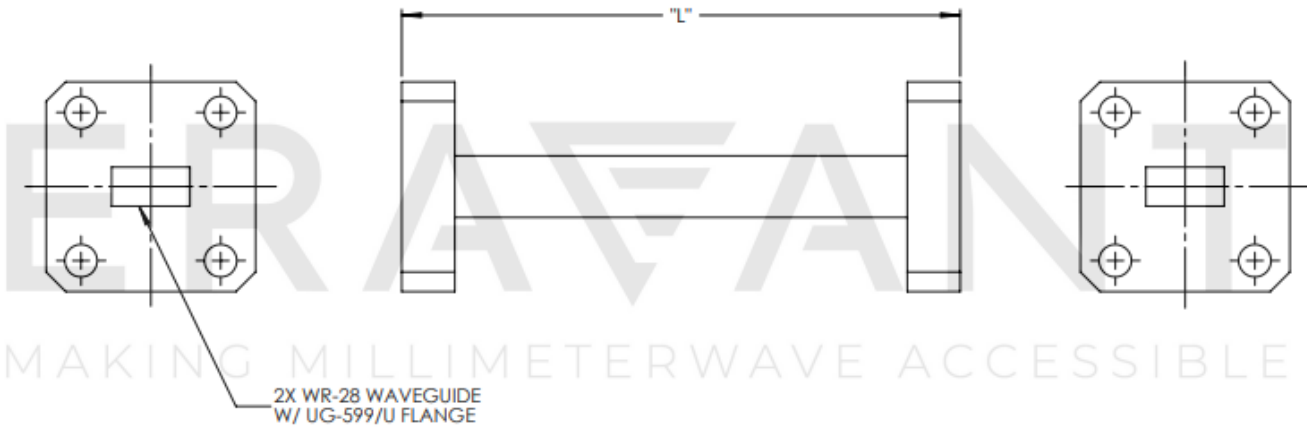 "L"
ERAVANT
MAKING MILLIMETERWAVE ACCESSIBLE
2X WR-28 WAVEGUIDE
W/ UG-599/U FLANGE